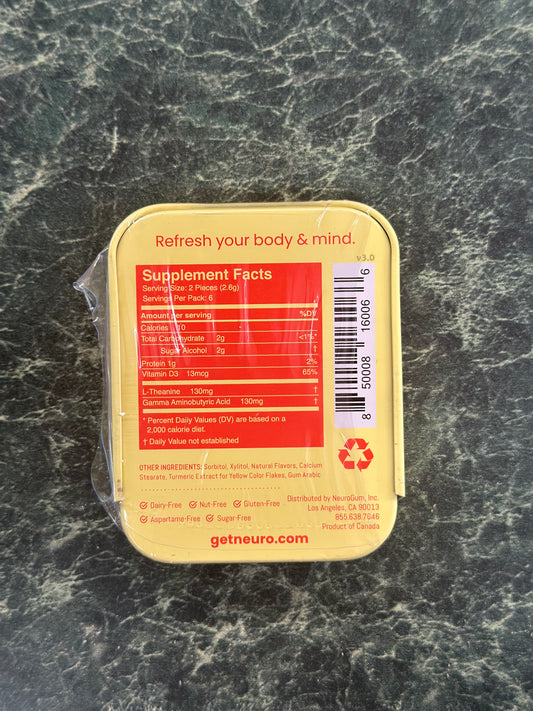 Refresh your body & mind.
v3.0
Supplement Facts
Serving Size: 2 Pieces (2.6g)
Servings Per Pack: 6
Amount per serving %DV
Calories 10
Total Carbohydrate 2g <1%*
Sugar Alcohol 2g †
Protein 1g 2%
Vitamin D3 13mcg 65%
L-Theanine 130mg †
Gamma Aminobutyric Acid 130mg †
* Percent Daily Values (DV) are based on a
2,000 calorie diet.
† Daily Value not established
8 50008 16006 6
OTHER INGREDIENTS: Sorbitol, Xylitol, Natural Flavors, Calcium
Stearate, Turmeric Extract for Yellow Color Flakes, Gum Arabic
Dairy-Free Nut-Free Gluten-Free
Aspartame-Free Sugar-Free
Distributed by NeuroGum, Inc.
Los Angeles, CA 90013
855.638.7646
Product of Canada
getneuro.com